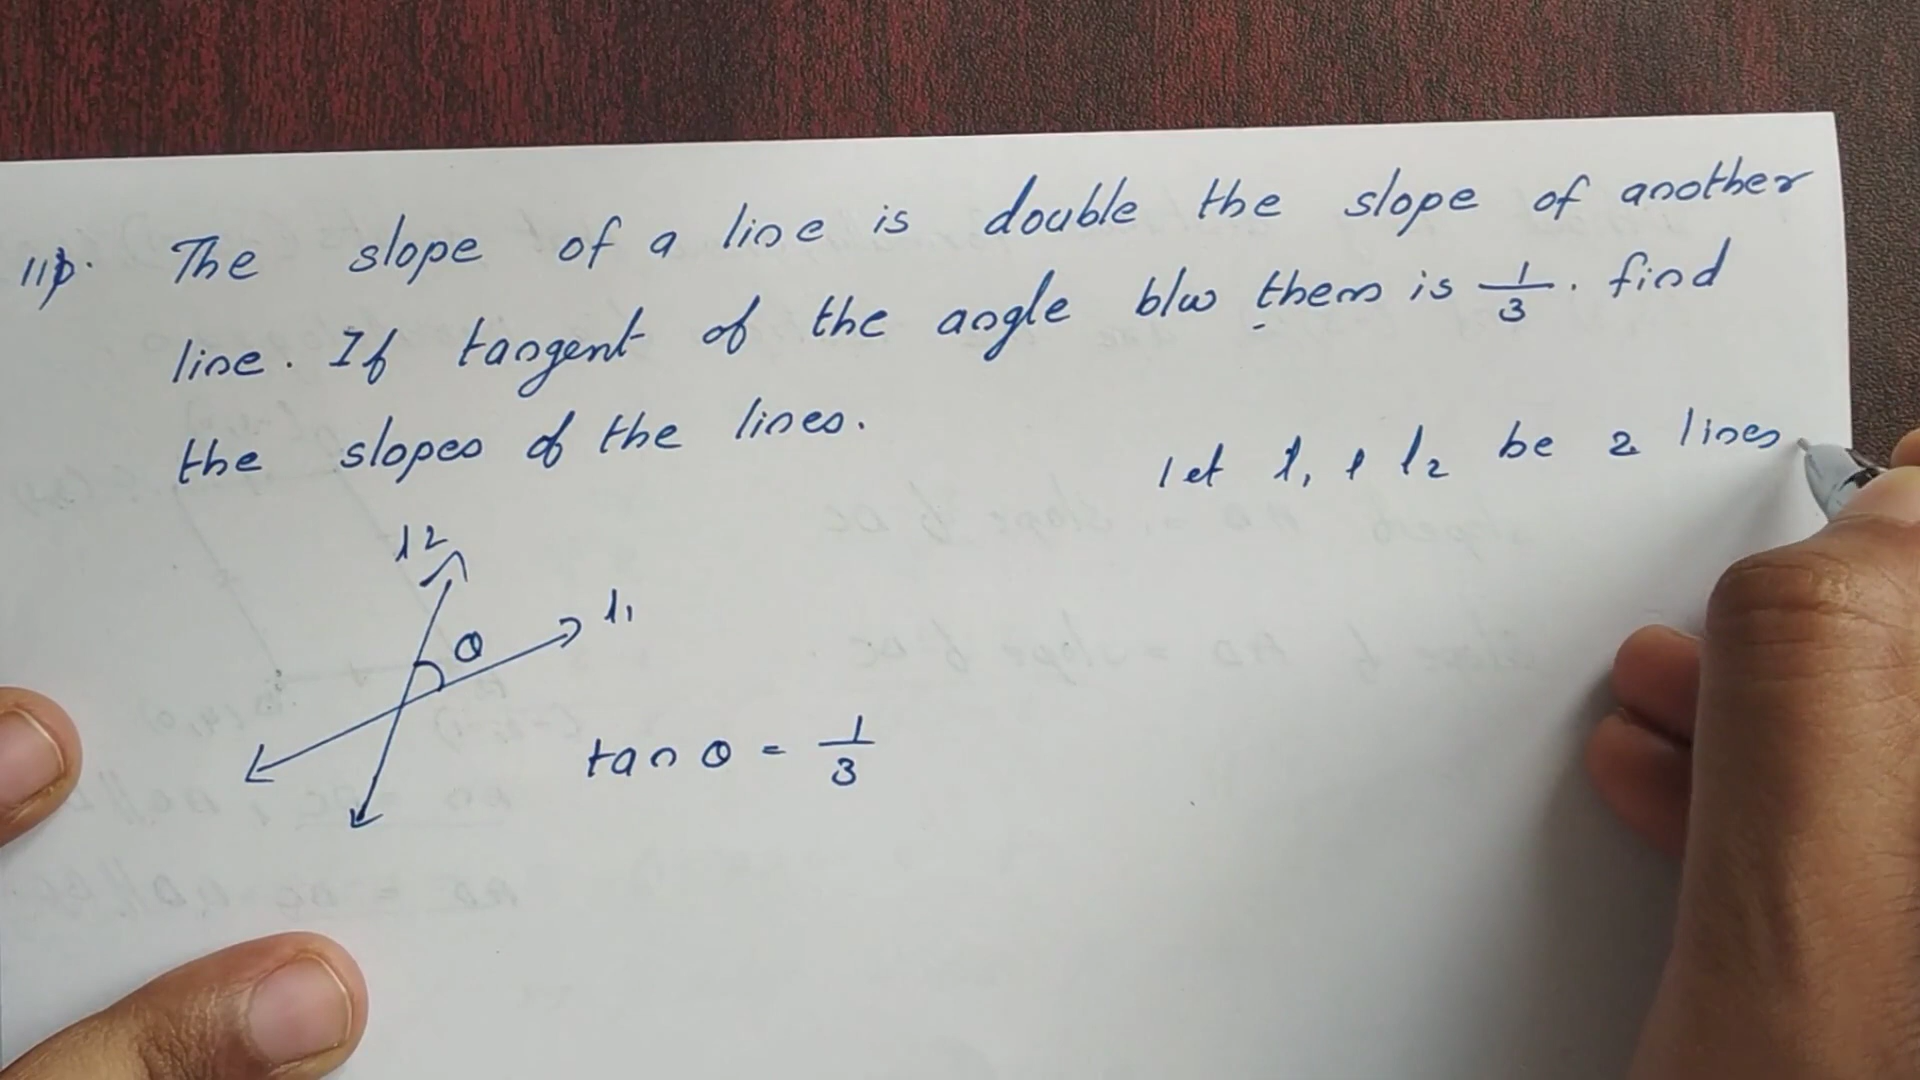 11). The slope of a line is double the slope of another
line. If tangent of the angle b/w them is 1/3. find
the slopes of the lines.
let l1, & l2 be 2 lines
l2
l1
θ
tan θ = 1/3